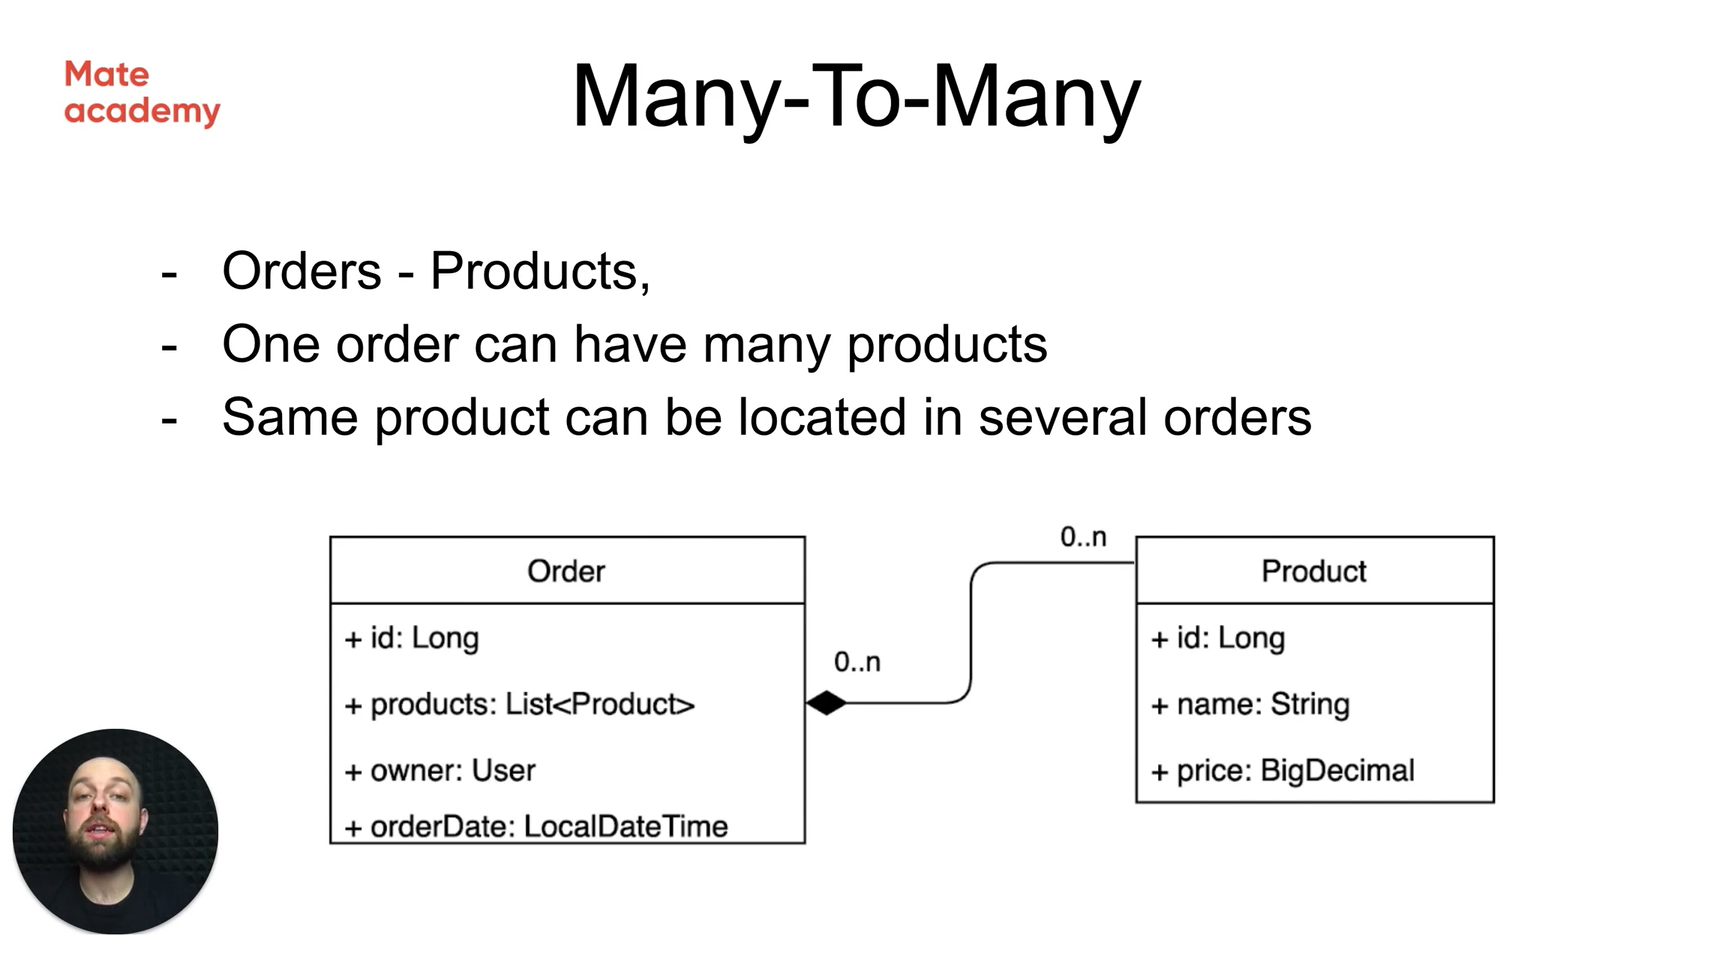 Mate
academy
Many-To-Many
- Orders - Products,
- One order can have many products
- Same product can be located in several orders
Order
+ id: Long
+ products: List<Product>
+ owner: User
+ orderDate: LocalDateTime
0..n
0..n
Product
+ id: Long
+ name: String
+ price: BigDecimal